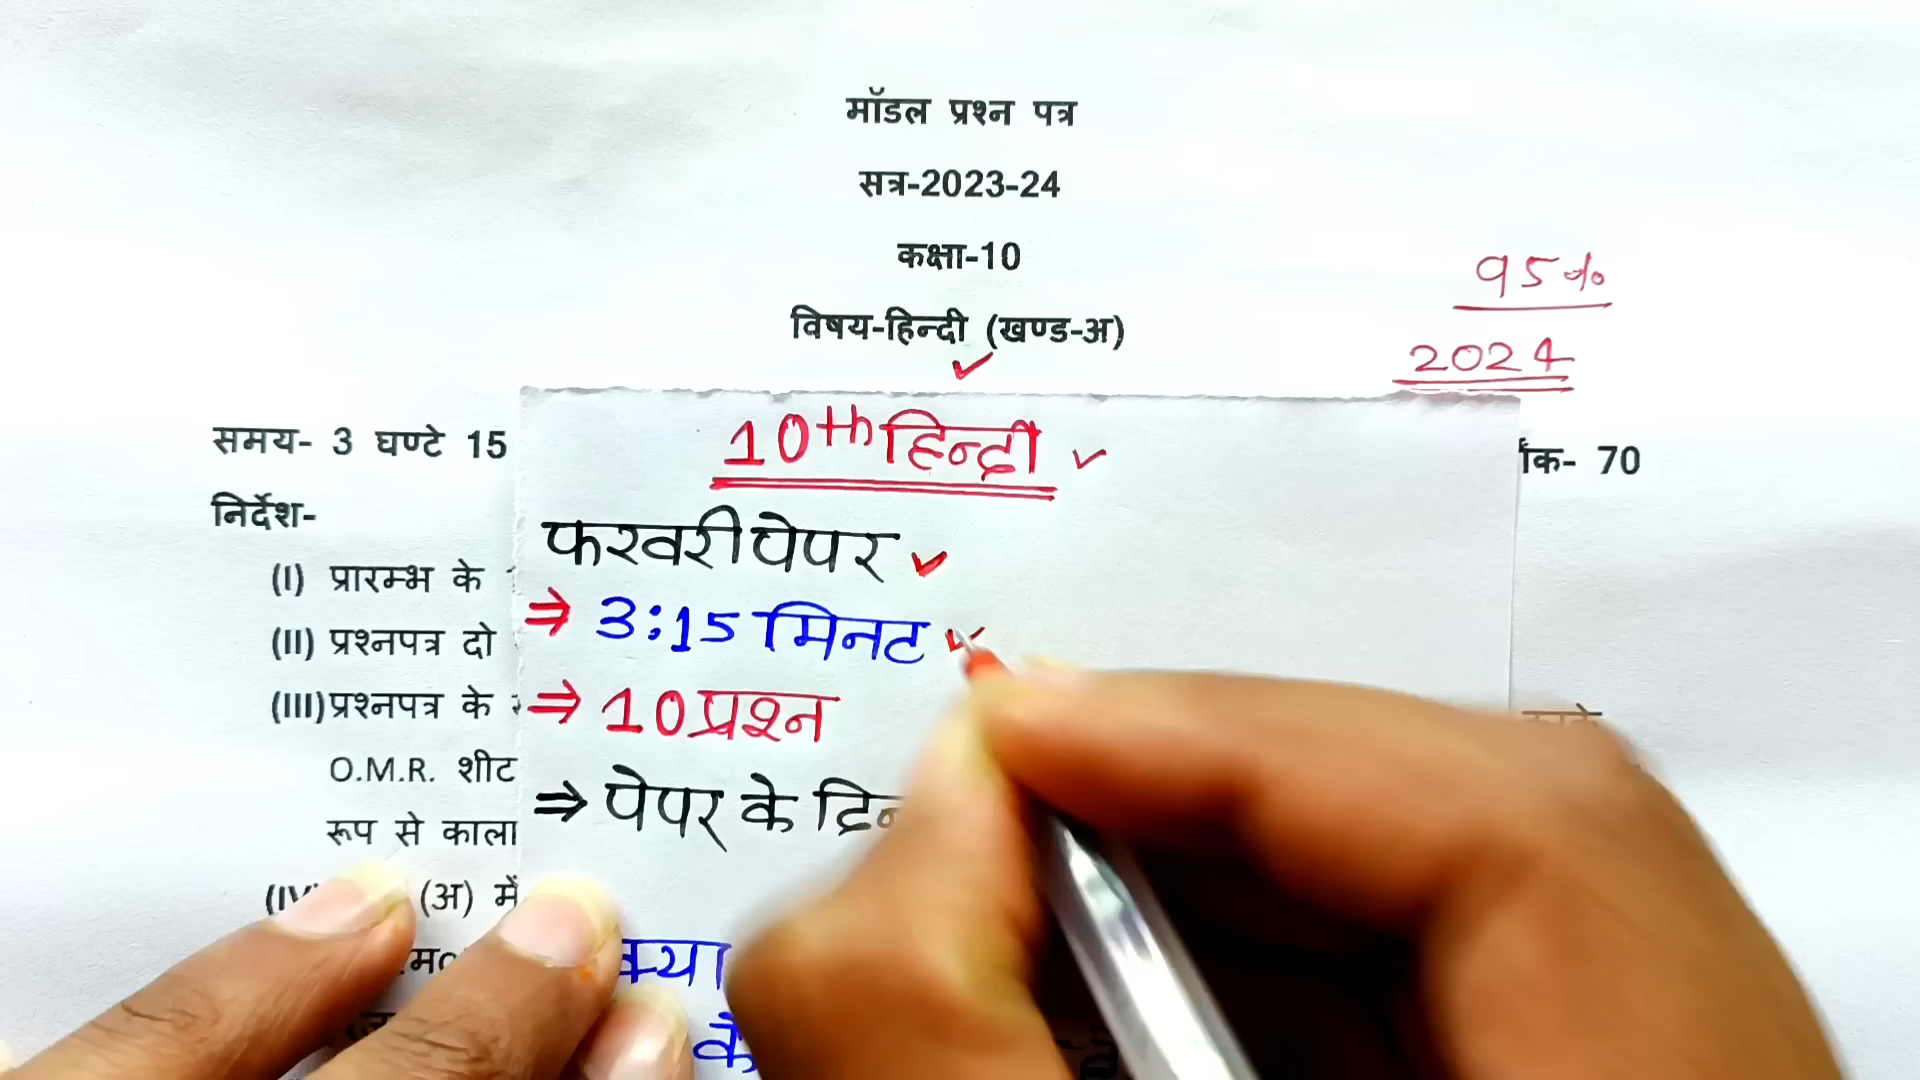 मॉडल प्रश्न पत्र
सत्र-2023-24
कक्षा-10
विषय-हिन्दी (खण्ड-अ)
95%
2024
समय- 3 घण्टे 15
70
निर्देश-
(I) प्रारम्भ के
(II) प्रश्नपत्र दो
(III) प्रश्नपत्र के
O.M.R. शीट
रूप से काला
(अ) में
10th हिन्दी
फरवरी पेपर
⇒ 3:15 मिनट
⇒ 10 प्रश्न
⇒ पेपर के
क्या